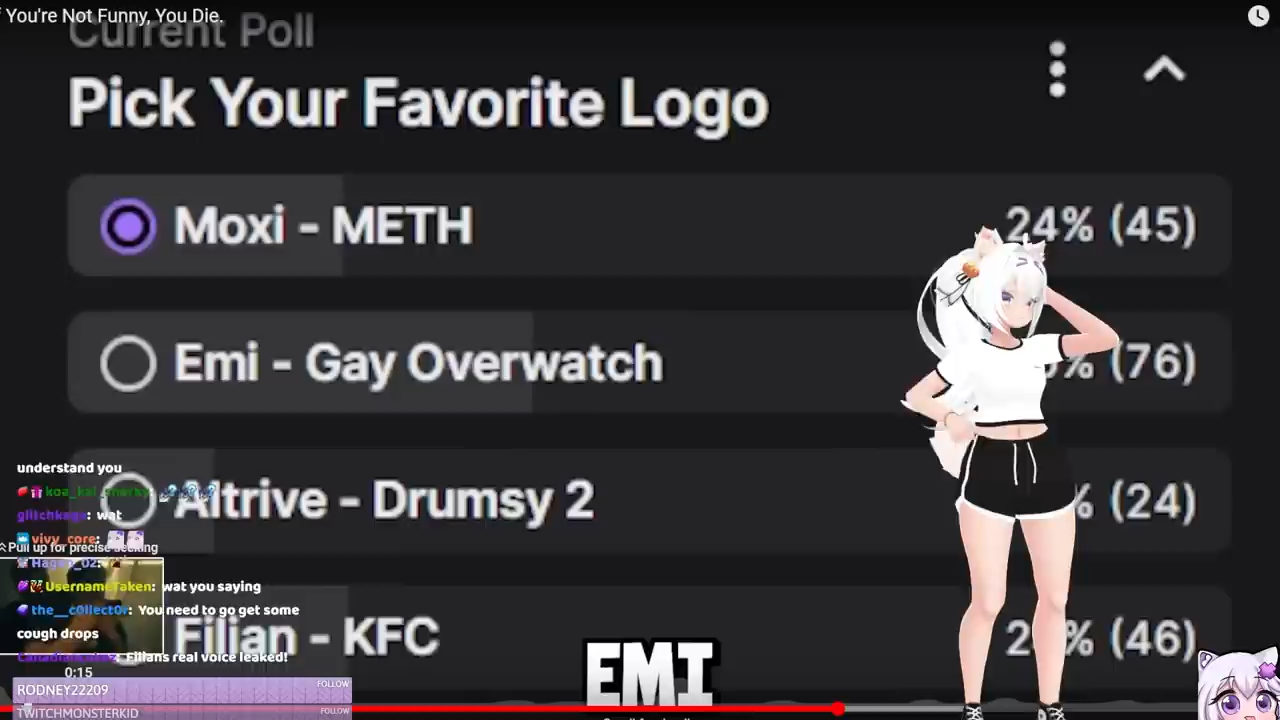 You're Not Funny, You Die.
Current Poll
Pick Your Favorite Logo
Moxi - METH
24% (45)
Emi - Gay Overwatch
% (76)
Altrive - Drumsy 2
% (24)
Filian - KFC
2 % (46)
understand you
glitchkage: wat
vivy_core:
Pull up for precise seeking
UsernameTaken: wat you saying
the__c0llect0r: You need to go get some
cough drops
Filians real voice leaked!
0:15
RODNEY22209
FOLLOW
TWITCHMONSTERKID
FOLLOW
EMI